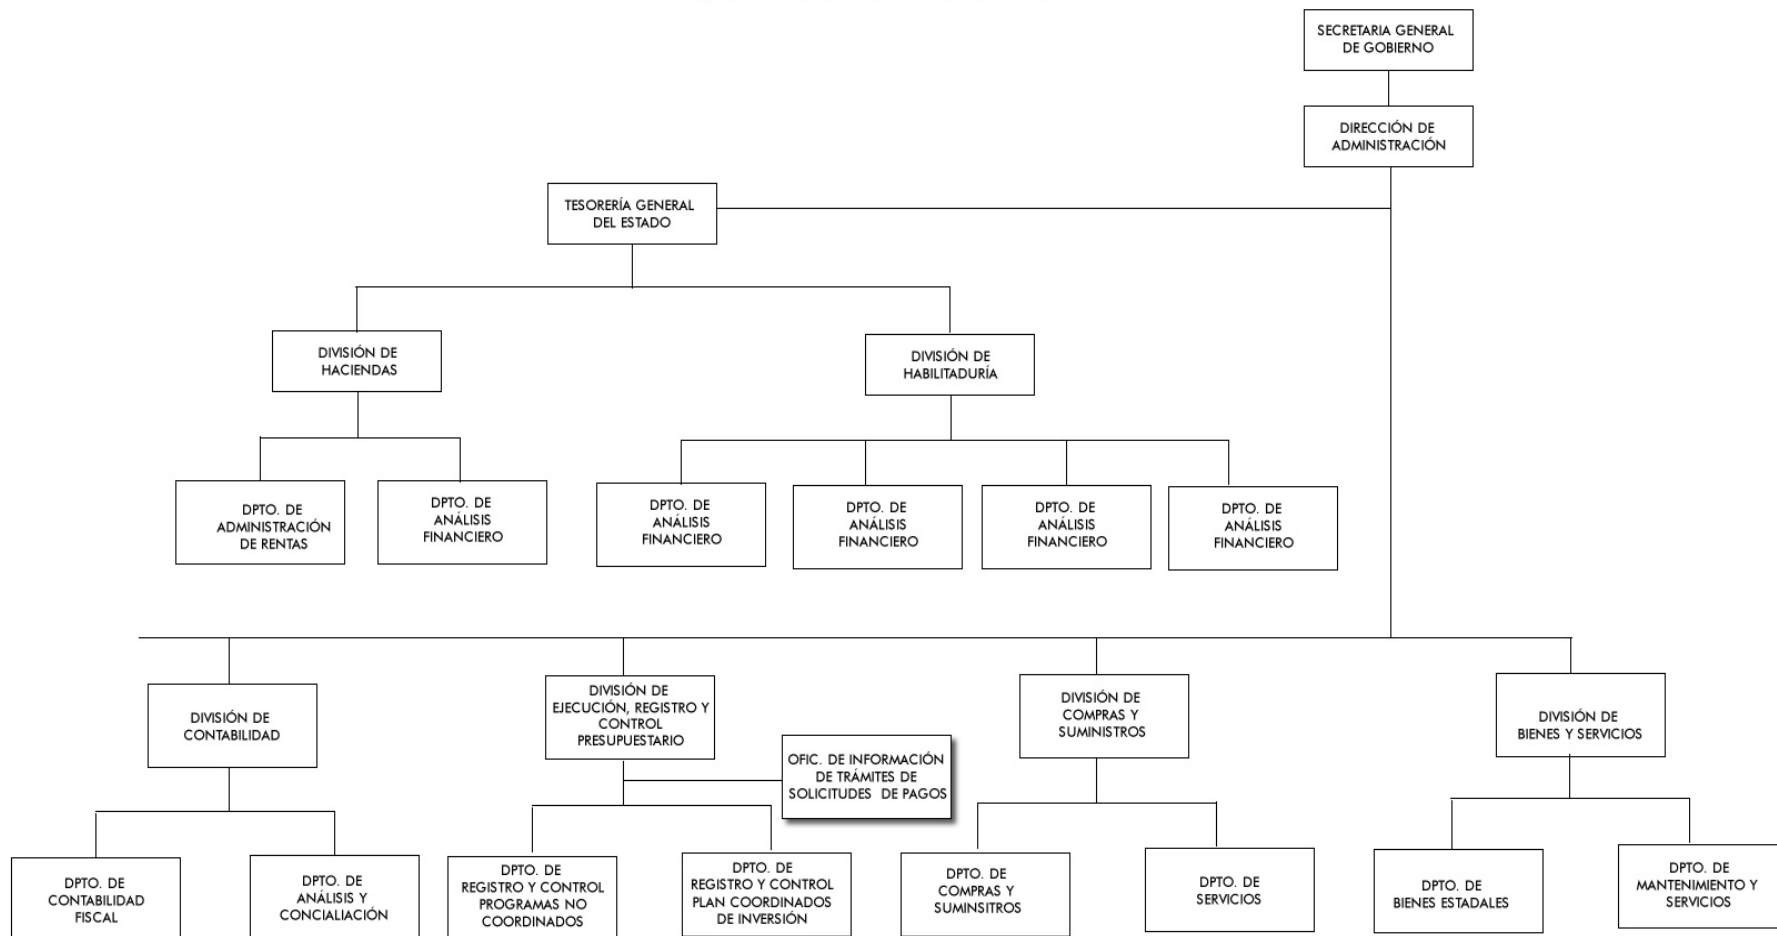 SECRETARIA GENERAL
DE GOBIERNO
DIRECCIÓN DE
ADMINISTRACIÓN
TESORERÍA GENERAL
DEL ESTADO
DIVISIÓN DE
HACIENDAS
DIVISIÓN DE
HABILITADURÍA
DPTO. DE
ADMINISTRACIÓN
DE RENTAS
DPTO. DE
ANÁLISIS
FINANCIERO
DPTO. DE
ANÁLISIS
FINANCIERO
DPTO. DE
ANÁLISIS
FINANCIERO
DPTO. DE
ANÁLISIS
FINANCIERO
DPTO. DE
ANÁLISIS
FINANCIERO
DIVISIÓN DE
CONTABILIDAD
DIVISIÓN DE
EJECUCIÓN, REGISTRO Y
CONTROL
PRESUPUESTARIO
DIVISIÓN DE
COMPRAS Y
SUMINISTROS
DIVISIÓN DE
BIENES Y SERVICIOS
OFIC. DE INFORMACIÓN
DE TRÁMITES DE
SOLICITUDES DE PAGOS
DPTO. DE
CONTABILIDAD
FISCAL
DPTO. DE
ANÁLISIS Y
CONCIALIACIÓN
DPTO. DE
REGISTRO Y CONTROL
PROGRAMAS NO
COORDINADOS
DPTO. DE
REGISTRO Y CONTROL
PLAN COORDINADOS
DE INVERSIÓN
DPTO. DE
COMPRAS Y
SUMINSITROS
DPTO. DE
SERVICIOS
DPTO. DE
BIENES ESTADALES
DPTO. DE
MANTENIMIENTO Y
SERVICIOS